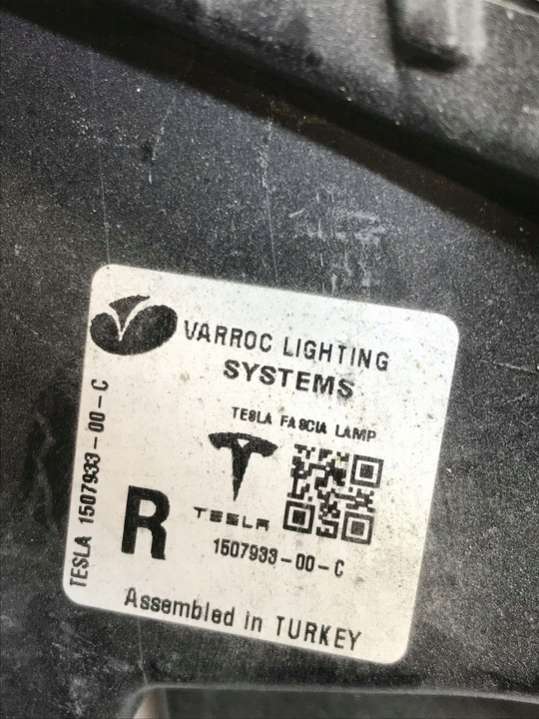 VARROC LIGHTING
SYSTEMS
TESLA FASCIA LAMP
TESLA
R
1507933-00-C
Assembled in TURKEY
TESLA 1507933-00-C